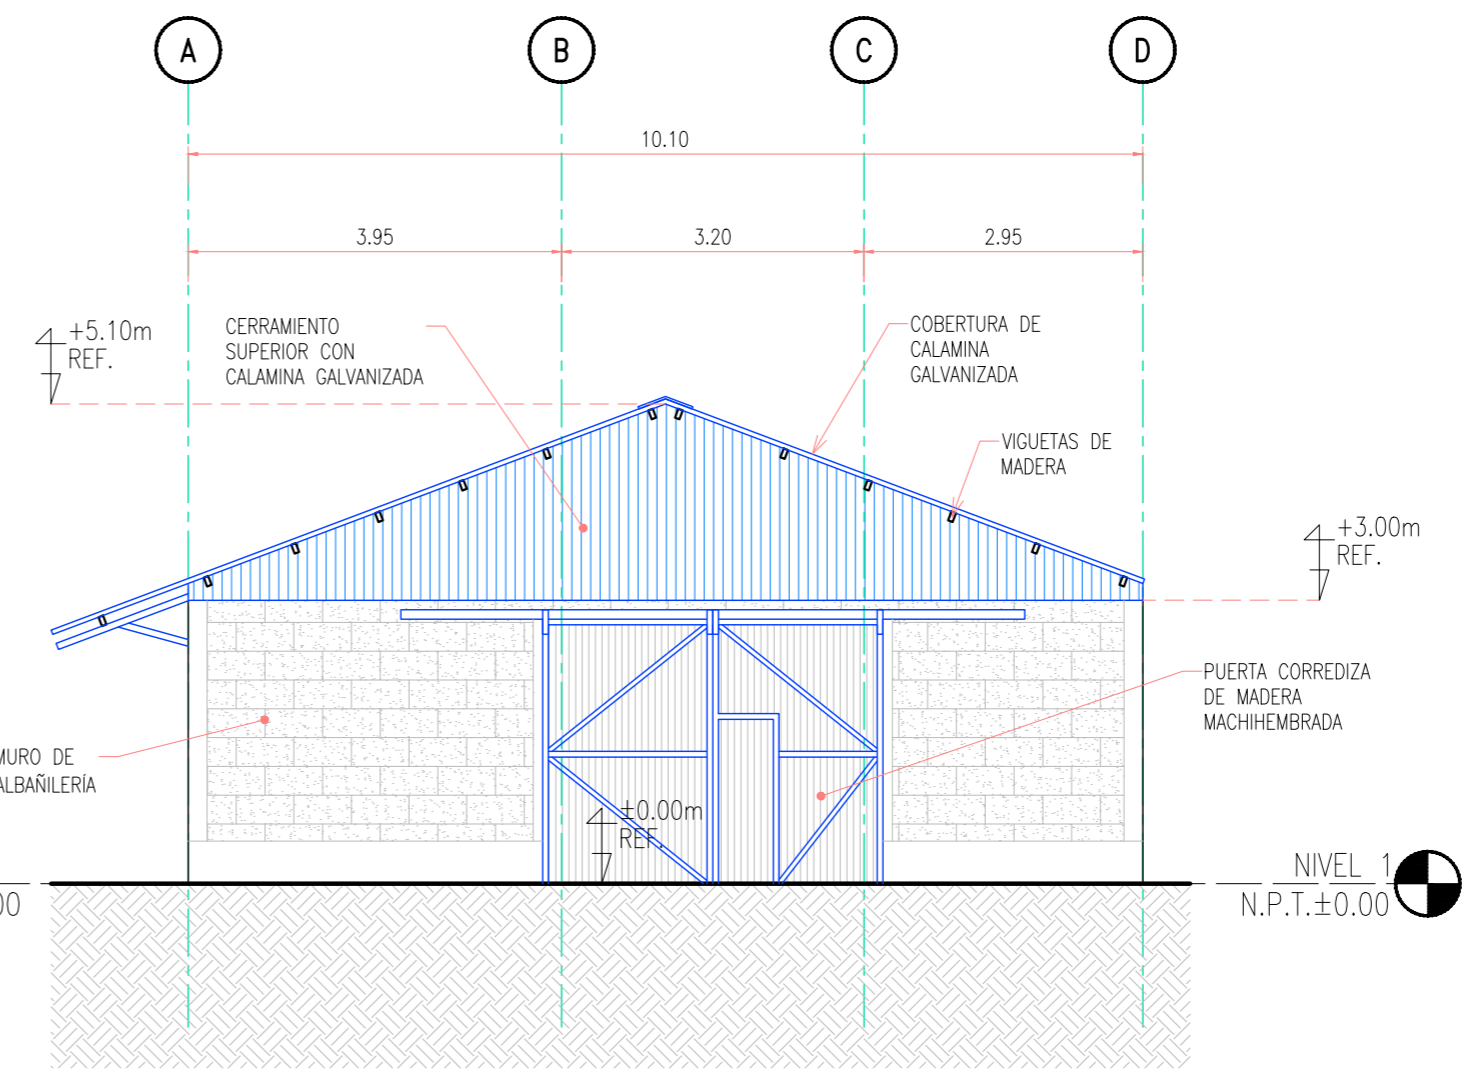 A
B
C
D
10.10
3.95
3.20
2.95
+5.10m
REF.
CERRAMIENTO
SUPERIOR CON
CALAMINA GALVANIZADA
COBERTURA DE
CALAMINA
GALVANIZADA
VIGUETAS DE
MADERA
+3.00m
REF.
PUERTA CORREDIZA
DE MADERA
MACHIHEMBRADA
MURO DE
ALBAÑILERÍA
±0.00m
REF.
NIVEL 1
N.P.T.±0.00
00